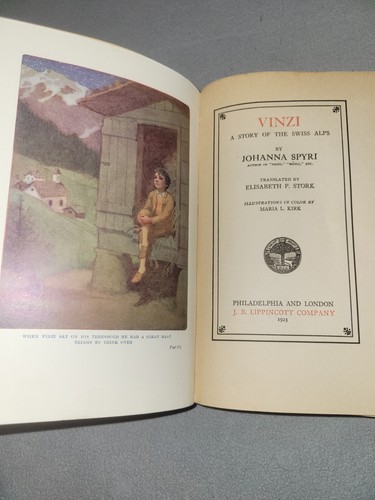 WHEN VINZI SAT ON HIS THRESHOLD HE HAD A GREAT MANY
THINGS TO THINK OVER
VINZI
A STORY OF THE SWISS ALPS
BY
JOHANNA SPYRI
AUTHOR OF "HEIDI," "MÄZLI," ETC.
TRANSLATED BY
ELISABETH P. STORK
ILLUSTRATIONS IN COLOR BY
MARIA L. KIRK
PHILADELPHIA AND LONDON
J. B. LIPPINCOTT COMPANY